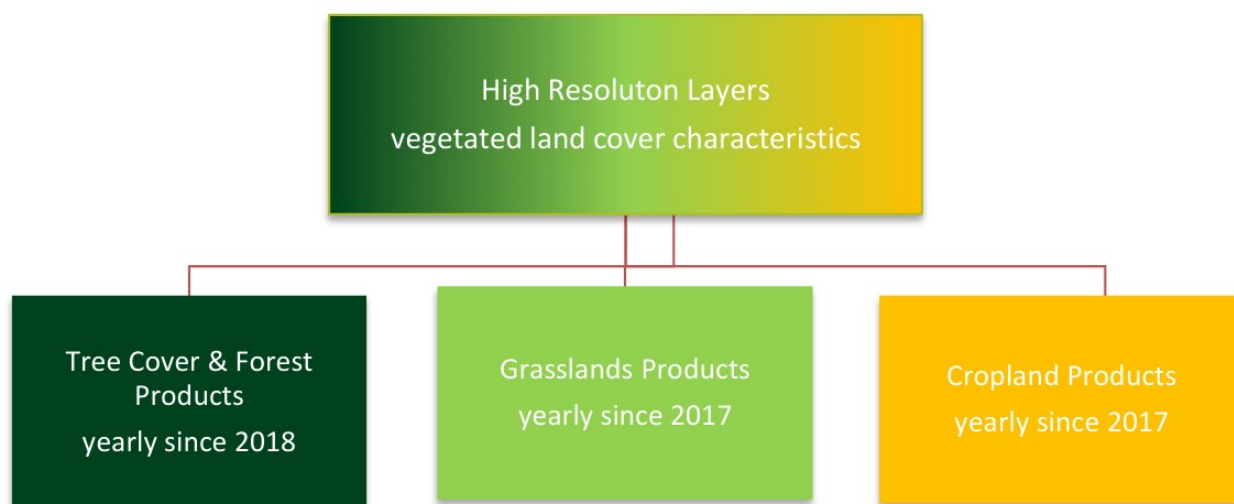 High Resoluton Layers
vegetated land cover characteristics
Tree Cover & Forest
Products
yearly since 2018
Grasslands Products
yearly since 2017
Cropland Products
yearly since 2017